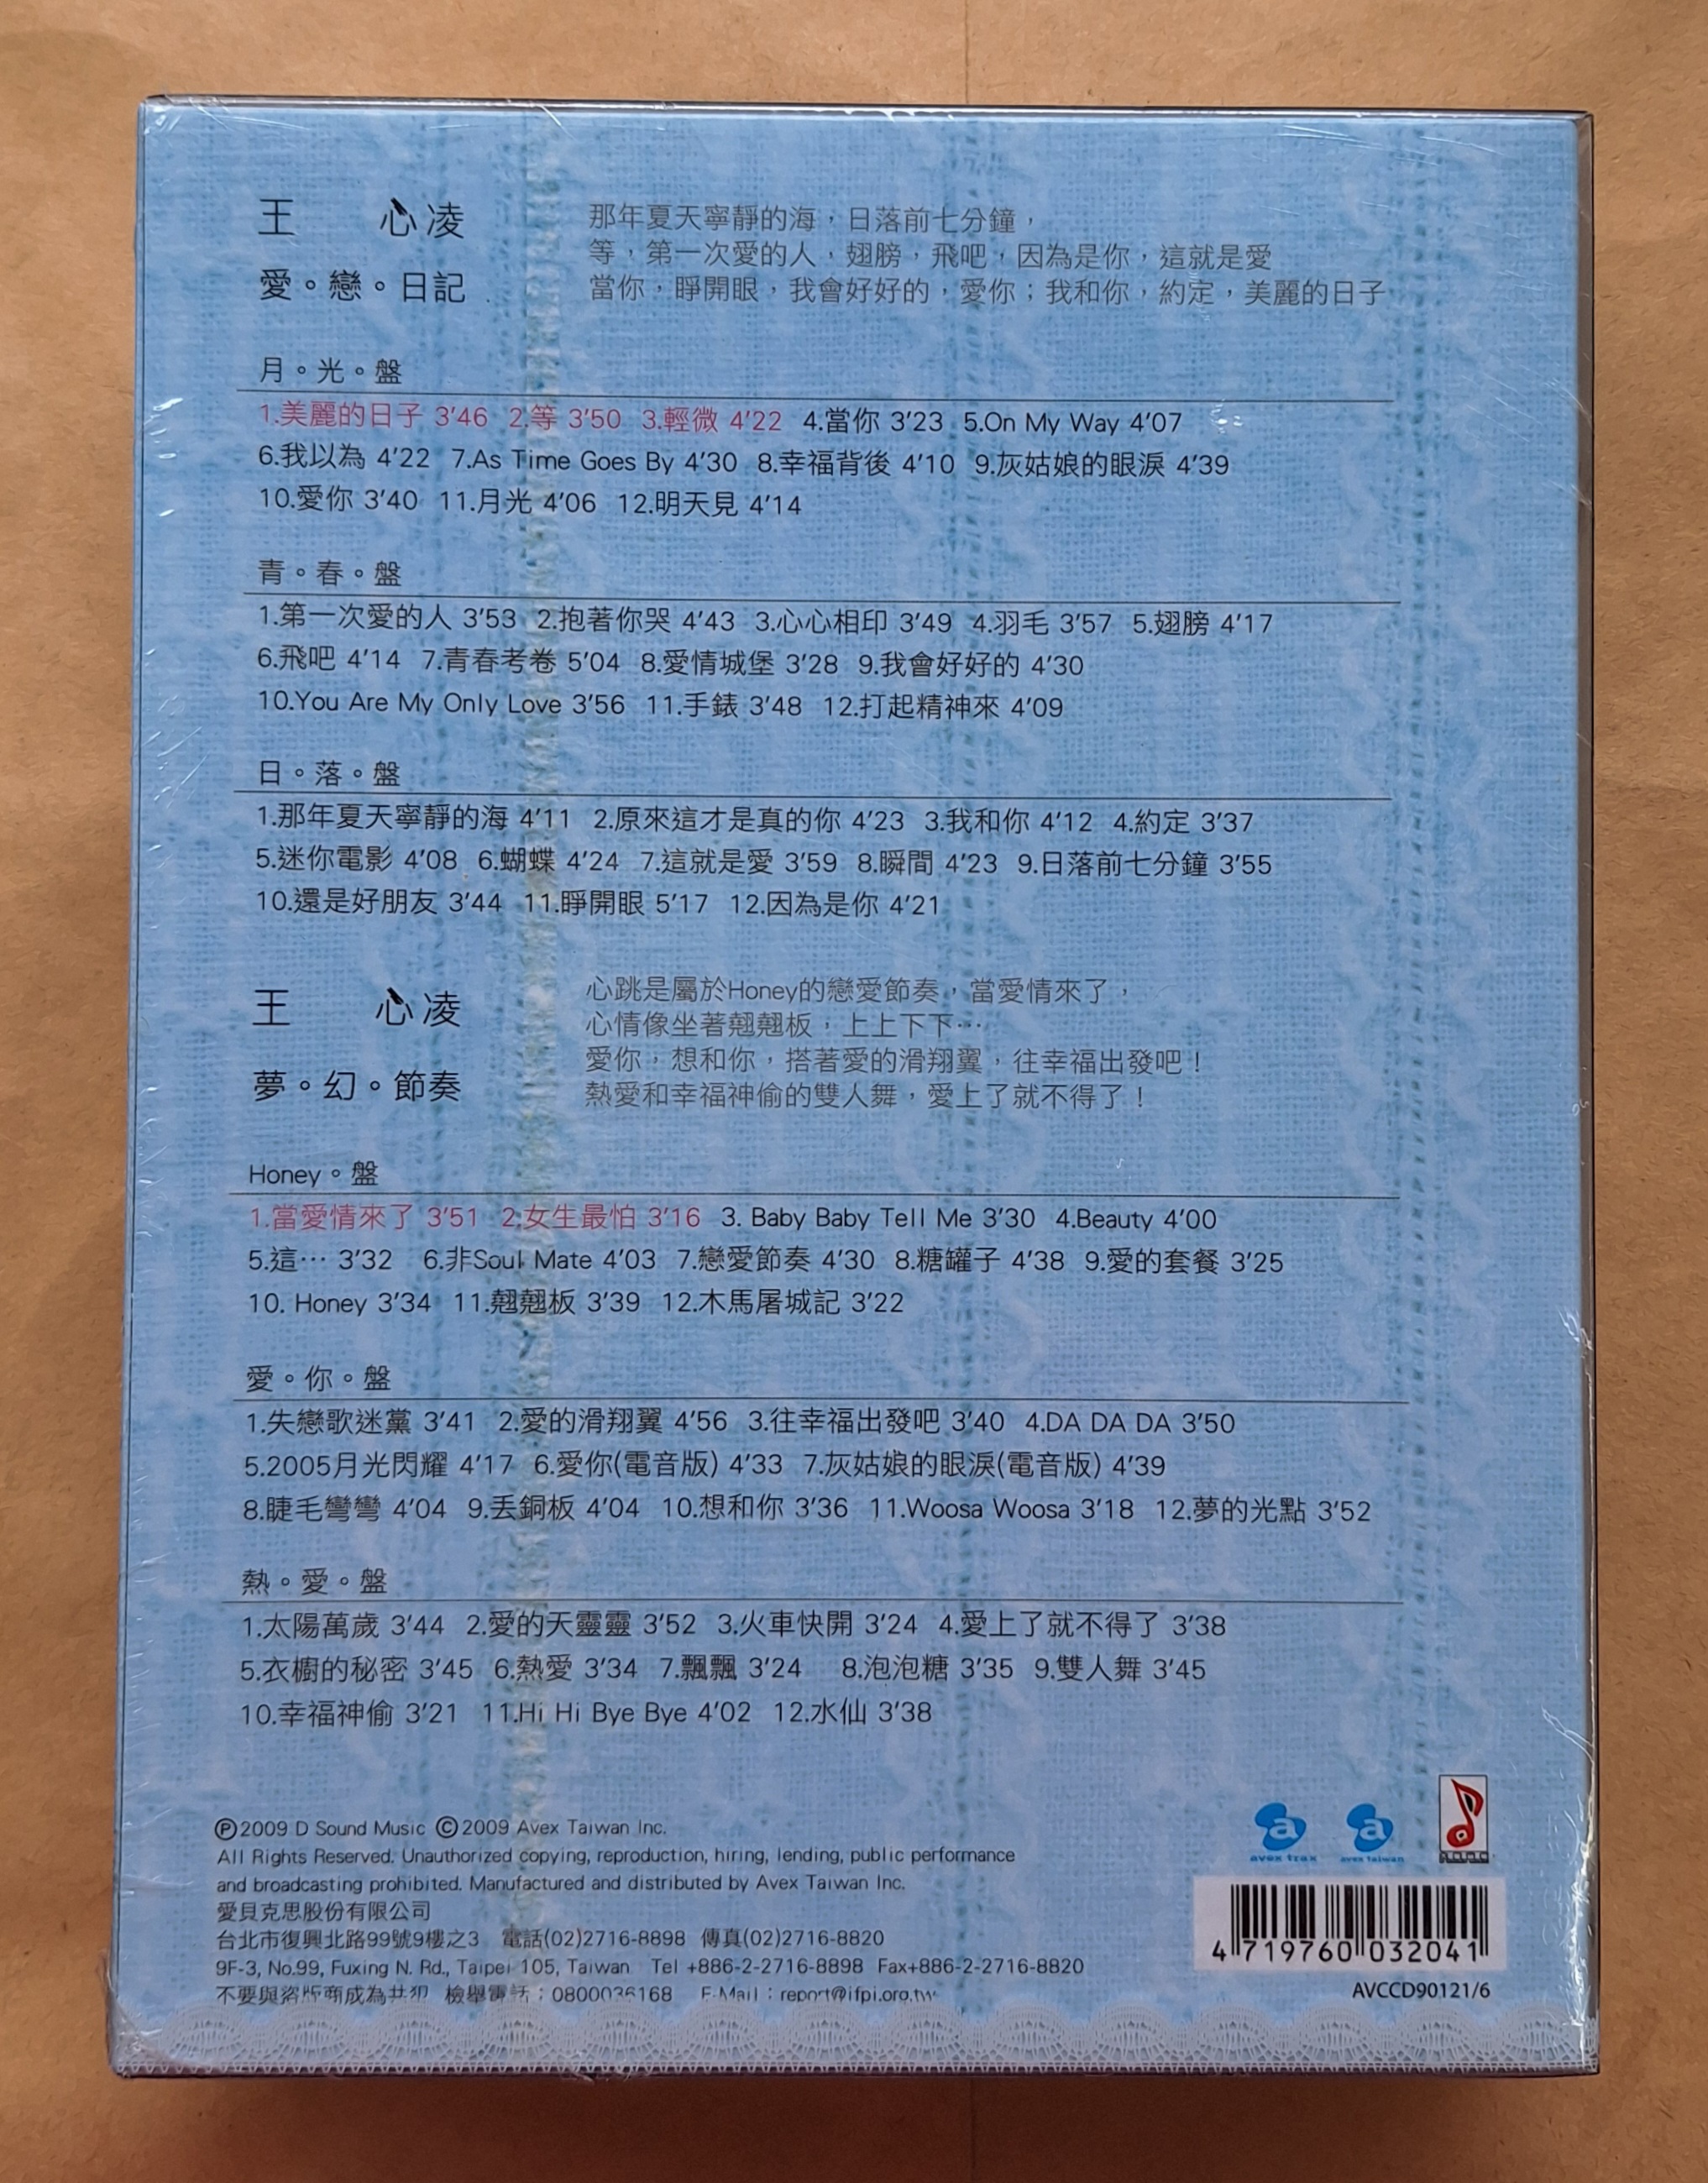 王 心凌
愛。戀。日記
那年夏天寧靜的海,日落前七分鐘,
等,第一次愛的人,翅膀,飛吧,因為是你,這就是愛
當你,睜開眼,我會好好的,愛你;我和你,約定,美麗的日子
月。光。盤
1.美麗的日子 3'46 2.等 3'50 3.輕微 4'22 4.當你 3'23 5.On My Way 4'07
6.我以為 4'22 7.As Time Goes By 4'30 8.幸福背後 4'10 9.灰姑娘的眼淚 4'39
10.愛你 3'40 11.月光 4'06 12.明天見 4'14
青。春。盤
1.第一次愛的人 3'53 2.抱著你哭 4'43 3.心心相印 3'49 4.羽毛 3'57 5.翅膀 4'17
6.飛吧 4'14 7.青春考卷 5'04 8.愛情城堡 3'28 9.我會好好的 4'30
10.You Are My Only Love 3'56 11.手錶 3'48 12.打起精神來 4'09
日。落。盤
1.那年夏天寧靜的海 4'11 2.原來這才是真的你 4'23 3.我和你 4'12 4.約定 3'37
5.迷你電影 4'08 6.蝴蝶 4'24 7.這就是愛 3'59 8.瞬間 4'23 9.日落前七分鐘 3'55
10.還是好朋友 3'44 11.睜開眼 5'17 12.因為是你 4'21
王 心凌
夢。幻。節奏
心跳是屬於Honey的戀愛節奏,當愛情來了,
心情像坐著翹翹板,上上下下…
愛你,想和你,搭著愛的滑翔翼,往幸福出發吧!
熱愛和幸福神偷的雙人舞,愛上了就不得了!
Honey。盤
1.當愛情來了 3'51 2.女生最怕 3'16 3. Baby Baby Tell Me 3'30 4.Beauty 4'00
5.這… 3'32 6.非Soul Mate 4'03 7.戀愛節奏 4'30 8.糖罐子 4'38 9.愛的套餐 3'25
10. Honey 3'34 11.翹翹板 3'39 12.木馬屠城記 3'22
愛。你。盤
1.失戀歌迷黨 3'41 2.愛的滑翔翼 4'56 3.往幸福出發吧 3'40 4.DA DA DA 3'50
5.2005月光閃耀 4'17 6.愛你(電音版) 4'33 7.灰姑娘的眼淚(電音版) 4'39
8.睫毛彎彎 4'04 9.丟銅板 4'04 10.想和你 3'36 11.Woosa Woosa 3'18 12.夢的光點 3'52
熱。愛。盤
1.太陽萬歲 3'44 2.愛的天靈靈 3'52 3.火車快開 3'24 4.愛上了就不得了 3'38
5.衣櫥的秘密 3'45 6.熱愛 3'34 7.飄飄 3'24 8.泡泡糖 3'35 9.雙人舞 3'45
10.幸福神偷 3'21 11.Hi Hi Bye Bye 4'02 12.水仙 3'38
℗2009 D Sound Music ©2009 Avex Taiwan Inc.
All Rights Reserved. Unauthorized copying, reproduction, hiring, lending, public performance
and broadcasting prohibited. Manufactured and distributed by Avex Taiwan Inc.
愛貝克思股份有限公司
台北市復興北路99號9樓之3 電話(02)2716-8898 傳真(02)2716-8820
9F-3, No.99, Fuxing N. Rd., Taipei 105, Taiwan Tel +886-2-2716-8898 Fax+886-2-2716-8820
不要與盜版商成為共犯 檢舉電話:0800036168 E-Mail:report@ifpi.org.tw
avex trax
avex taiwan
4 719760 032041
AVCCD90121/6